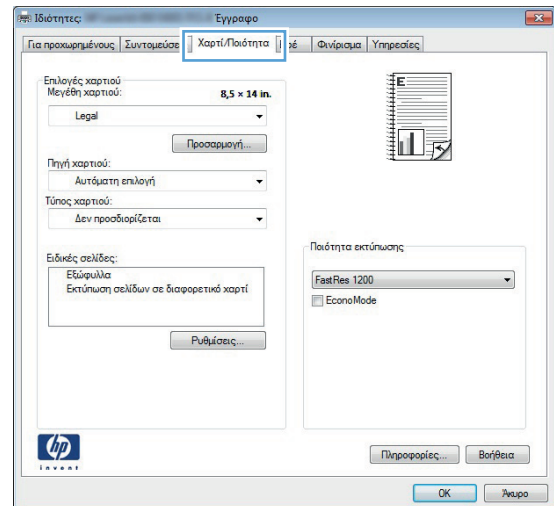 Ιδιότητες: Έγγραφο
Για προχωρημένους Συντομεύσε Χαρτί/Ποιότητα Φινίρισμα Υπηρεσίες
Επιλογές χαρτιού
Μεγέθη χαρτιού: 8,5 × 14 in.
E
Legal
Προσαρμογή...
Πηγή χαρτιού:
Αυτόματη επιλογή
Τύπος χαρτιού:
Δεν προσδιορίζεται
Ποιότητα εκτύπωσης
Ειδικές σελίδες:
Εξώφυλλα
FastRes 1200
Εκτύπωση σελίδων σε διαφορετικό χαρτί
EconoMode
Ρυθμίσεις...
hp
invent
Πληροφορίες... Βοήθεια
OK Άκυρο